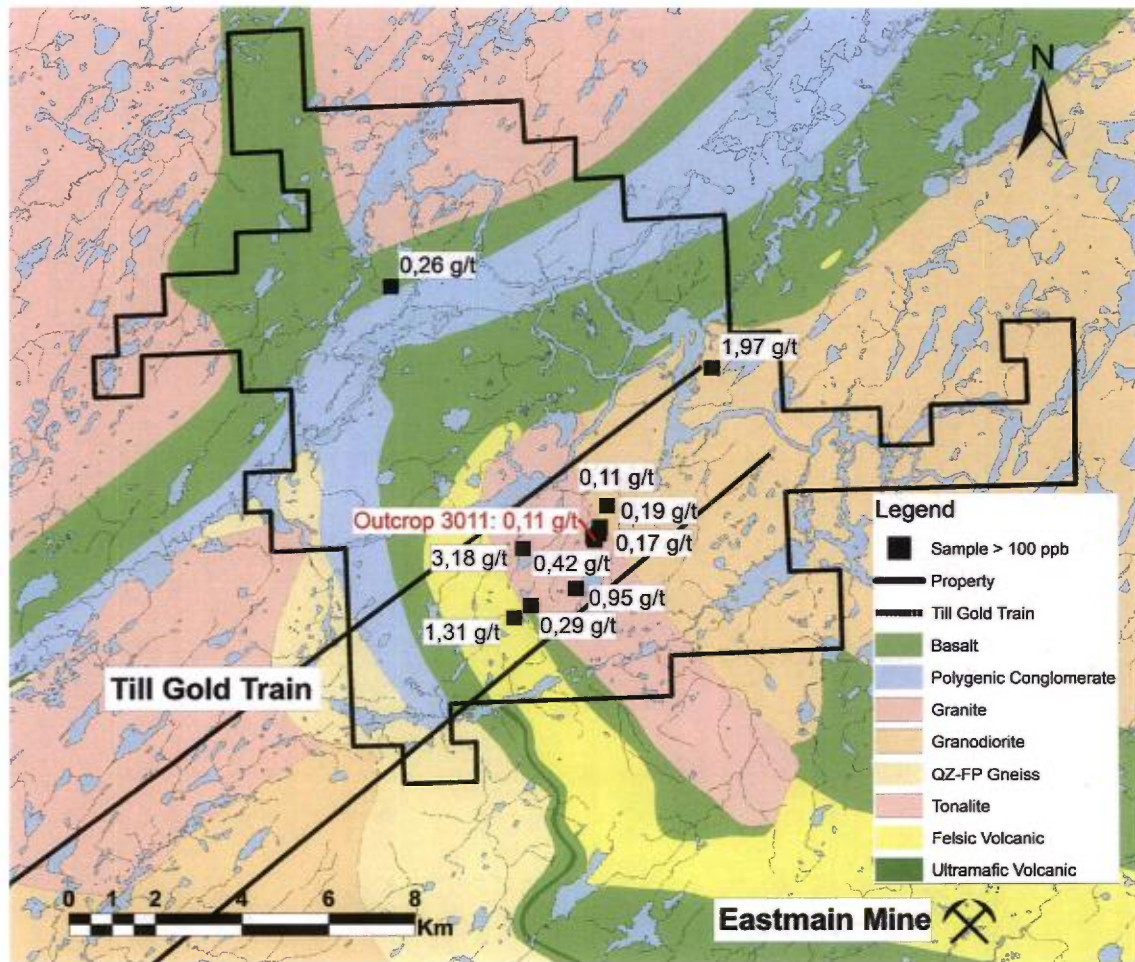 N
0,26 g/t
1,97 g/t
0,11 g/t
0,19 g/t
Outcrop 3011: 0,11 g/t
0,17 g/t
3,18 g/t
0,42 g/t
0,95 g/t
0,29 g/t
1,31 g/t
Till Gold Train
Legend
Sample > 100 ppb
Property
Till Gold Train
Basalt
Polygenic Conglomerate
Granite
Granodiorite
QZ-FP Gneiss
Tonalite
Felsic Volcanic
Ultramafic Volcanic
0 1 2 4 6 8
Km
Eastmain Mine